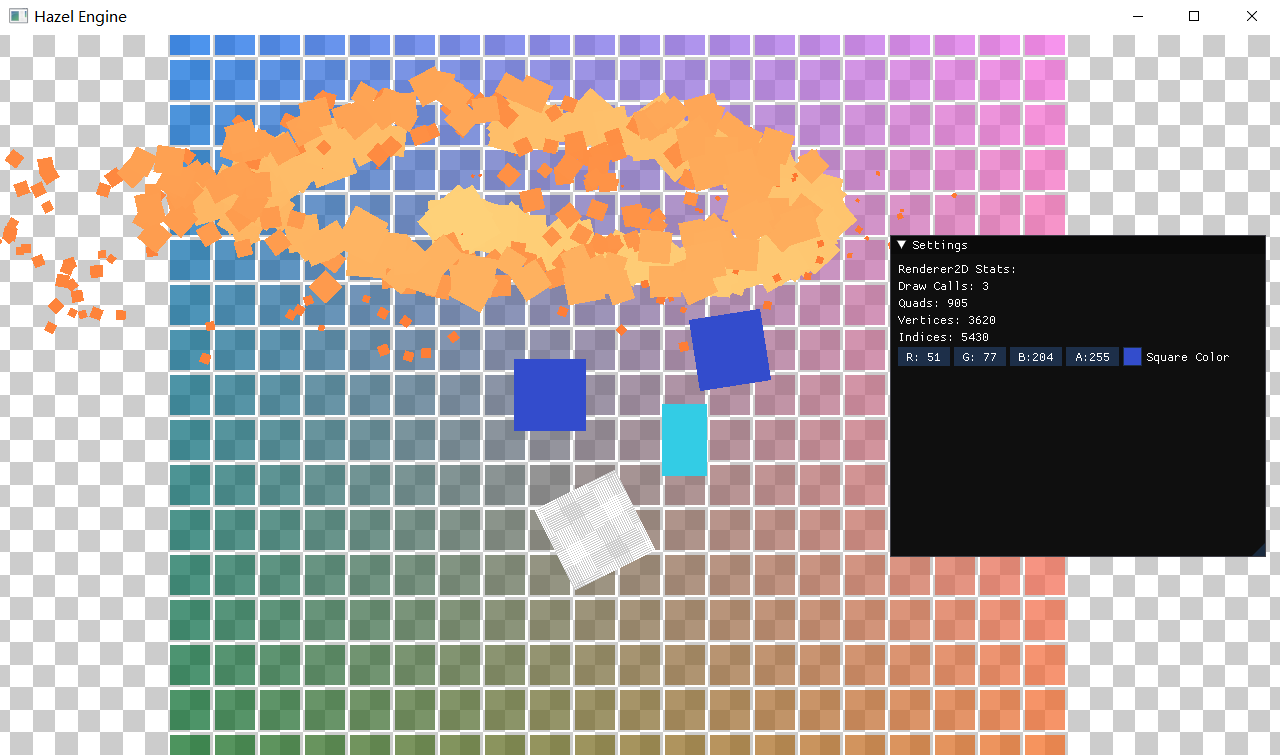 Hazel Engine
Settings
Renderer2D Stats:
Draw Calls: 3
Quads: 905
Vertices: 3620
Indices: 5430
R: 51 G: 77 B:204 A:255 Square Color